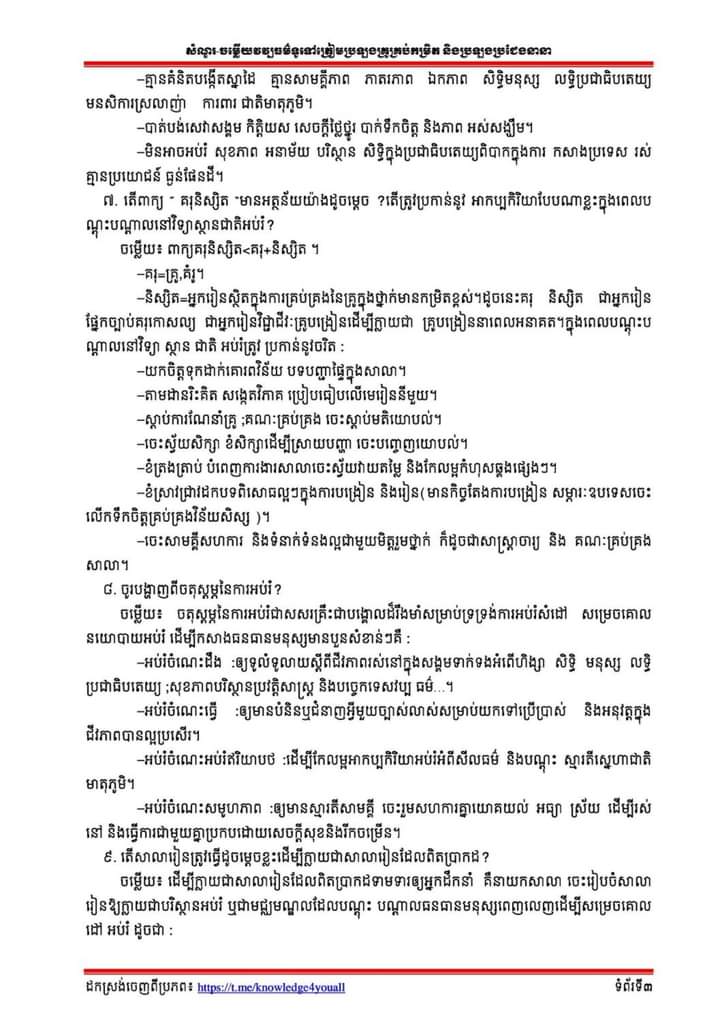 សំណួរ-ចម្លើយវប្បធម៌ទូទៅត្រៀមប្រឡងគ្រូគ្រប់កម្រិត និងប្រឡងប្រជែងនានា
–គ្មានគំនិតបង្កើតស្នាដៃ គ្មានសាមគ្គីភាព ភាតរភាព ឯកភាព សិទ្ធិមនុស្ស លទ្ធិប្រជាធិបតេយ្យ
មនសិការស្រលាញ់ា ការពារ ជាតិមាតុភូមិ។
–បាត់បង់សេវាសង្គម កិត្តិយស សេចក្ដីថ្លៃថ្នូរ បាក់ទឹកចិត្ត និងភាព អស់សង្ឃឹម។
–មិនអាចអប់រំ សុខភាព អនាម័យ បរិស្ថាន សិទ្ធិក្នុងប្រជាធិបតេយ្យពិបាកក្នុងការ កសាងប្រទេស រស់
គ្មានប្រយោជន៍ ធ្ងន់ផែនដី។
៧. តើពាក្យ " គរុនិស្សិត "មានអត្ថន័យយ៉ាងដូចម្ដេច ?តើត្រូវប្រកាន់នូវ អាកប្បកិរិយាបែបណាខ្លះក្នុងពេលប
ណ្ដុះបណ្ដាលនៅវិទ្យាស្ថានជាតិអប់រំ?
ចម្លើយ៖ ពាក្យគរុនិស្សិត<គរុ+និស្សិត ។
–គរុ=គ្រូ,គំរូ។
–និស្សិត=អ្នករៀនស្ថិតក្នុងការគ្រប់គ្រងនៃគ្រូក្នុងថ្នាក់មានកម្រិតខ្ពស់។ដូចនេះគរុ និស្សិត ជាអ្នករៀន
ផ្នែកច្បាប់គរុកោសល្យ ជាអ្នករៀនវិជ្ជាជីវៈគ្រូបង្រៀនដើម្បីក្លាយជា គ្រូបង្រៀននាពេលអនាគត។ក្នុងពេលបណ្ដុះប
ណ្ដាលនៅវិទ្យា ស្ថាន ជាតិ អប់រំត្រូវ ប្រកាន់នូវចរិត :
–យកចិត្តទុកដាក់គោរពវិន័យ បទបញ្ជាផ្ទៃក្នុងសាលា។
–តាមដានរិះគិត សង្កេតវិភាគ ប្រៀបធៀបលើមេរៀននីមួយ។
–ស្ដាប់ការណែនាំគ្រូ ;គណៈគ្រប់គ្រង ចេះស្ដាប់មតិយោបល់។
–ចេះស្វ័យសិក្សា ខំសិក្សាដើម្បីស្រាយបញ្ហា ចេះបញ្ចេញយោបល់។
–ខំត្រងត្រាប់ បំពេញការងារសាលាចេះស្វ័យវាយតម្លៃ និងកែលម្អកំហុសឆ្គងផ្សេងៗ។
–ខំស្រាវជ្រាវដកបទពិសោធល្អៗក្នុងការបង្រៀន និងរៀន(មានកិច្ចតែងការបង្រៀន សម្ភារៈឧបទេសចេះ
លើកទឹកចិត្តគ្រប់គ្រងវិន័យសិស្ស )។
–ចេះសាមគ្គីសហការ និងទំនាក់ទំនងល្អជាមួយមិត្តរួមថ្នាក់ ក៏ដូចជាសាស្ត្រាចារ្យ និង គណៈគ្រប់គ្រង
សាលា។
៨. ចូរបង្ហាញពីចតុស្ដម្ភនៃការអប់រំ?
ចម្លើយ៖ ចតុស្ដម្ភនៃការអប់រំជាសសរគ្រឹះជាបង្គោលដ៏រឹងមាំសម្រាប់ទ្រទ្រង់ការអប់រំសំដៅ សម្រេចគោល
នយោបាយអប់រំ ដើម្បីកសាងធនធានមនុស្សមានបួនសំខាន់ៗគឺ :
–អប់រំចំណេះដឹង :ឲ្យទូលំទូលាយស្ដីពីជីវភាពរស់នៅក្នុងសង្គមទាក់ទងអំពើហិង្សា សិទ្ធិ មនុស្ស លទ្ធិ
ប្រជាធិបតេយ្យ ;សុខភាពបរិស្ថានប្រវត្តិសាស្ត្រ និងបច្ចេកទេសវប្ប ធម៌...។
–អប់រំចំណេះធ្វើ :ឲ្យមានបំនិនឬជំនាញអ្វីមួយច្បាស់លាស់សម្រាប់យកទៅប្រើប្រាស់ និងអនុវត្តក្នុង
ជីវភាពបានល្អប្រសើរ។
–អប់រំចំណេះអប់រំឥរិយាបថ :ដើម្បីកែលម្អអាកប្បកិរិយាអប់រំអំពីសីលធម៌ និងបណ្ដុះ ស្មារតីស្នេហាជាតិ
មាតុភូមិ។
–អប់រំចំណេះសមូហភាព :ឲ្យមានស្មារតីសាមគ្គី ចេះរួមសហការគ្នាយោគយល់ អធ្យា ស្រ័យ ដើម្បីរស់
នៅ និងធ្វើការជាមួយគ្នាប្រកបដោយសេចក្ដីសុខនិងរីកចម្រើន។
៩. តើសាលារៀនត្រូវធ្វើដូចម្ដេចខ្លះដើម្បីក្លាយជាសាលារៀនដែលពិតប្រាកដ?
ចម្លើយ៖ ដើម្បីក្លាយជាសាលារៀនដែលពិតប្រាកដទាមទារឲ្យអ្នកដឹកនាំ គឺនាយកសាលា ចេះរៀបចំសាលា
រៀនឱ្យក្លាយជាបរិស្ថានអប់រំ ឬជាមជ្ឈមណ្ឌលដែលបណ្ដុះ បណ្ដាលធនធានមនុស្សពេញលេញដើម្បីសម្រេចគោល
ដៅ អប់រំ ដូចជា :
ដកស្រង់ចេញពីប្រភព៖ https://t.me/knowledge4youall ទំព័រទី៣